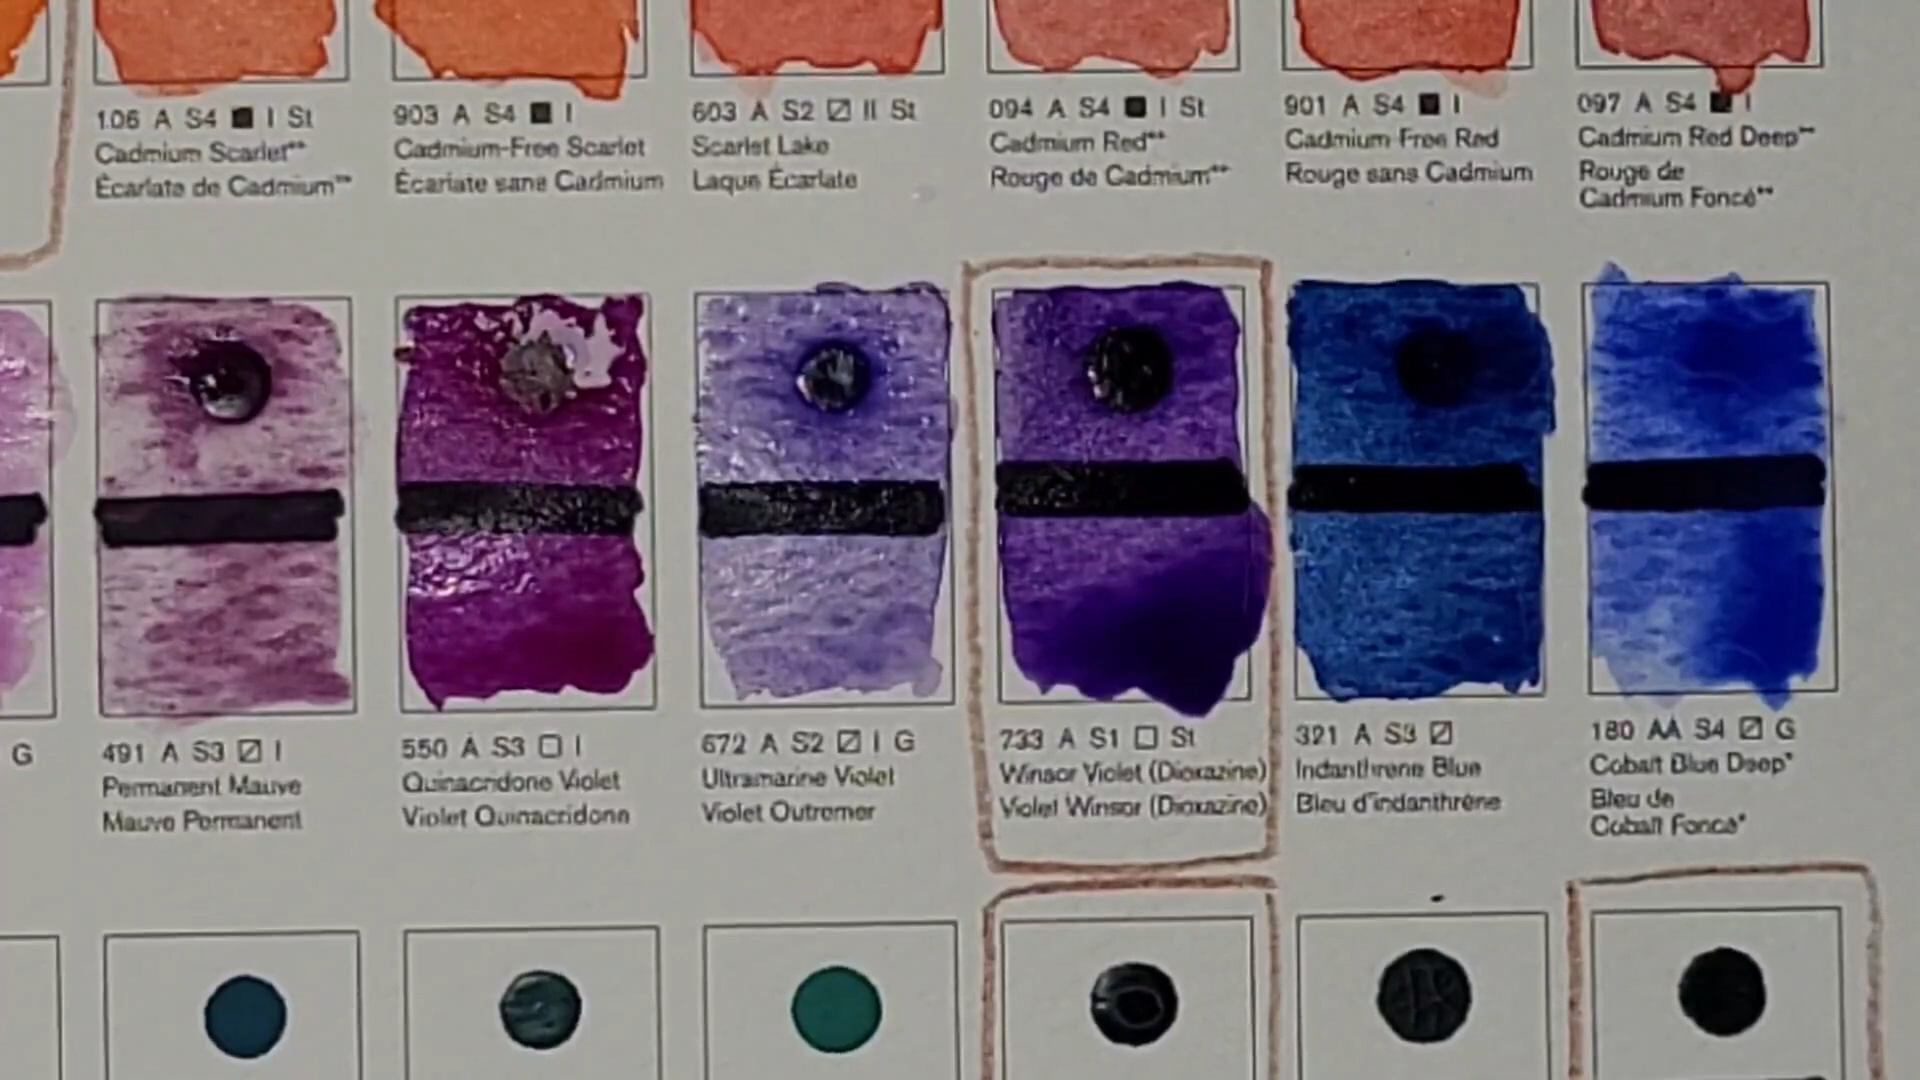 106 A S4 ■ I St
Cadmium Scarlet**
Écarlate de Cadmium**
903 A S4 ■ I
Cadmium-Free Scarlet
Écarlate sans Cadmium
603 A S2 ◪ II St
Scarlet Lake
Laque Écarlate
094 A S4 ■ I St
Cadmium Red**
Rouge de Cadmium**
901 A S4 ■ I
Cadmium-Free Red
Rouge sans Cadmium
097 A S4 ■ I
Cadmium Red Deep**
Rouge de
Cadmium Foncé**
G
491 A S3 ◪ I
Permanent Mauve
Mauve Permanent
550 A S3 □ I
Quinacridone Violet
Violet Quinacridone
672 A S2 ◪ I G
Ultramarine Violet
Violet Outremer
733 A S1 □ St
Winsor Violet (Dioxazine)
Violet Winsor (Dioxazine)
321 A S3 ◪
Indanthrene Blue
Bleu d'indanthrène
180 AA S4 ◪ G
Cobalt Blue Deep*
Bleu de
Cobalt Foncé*